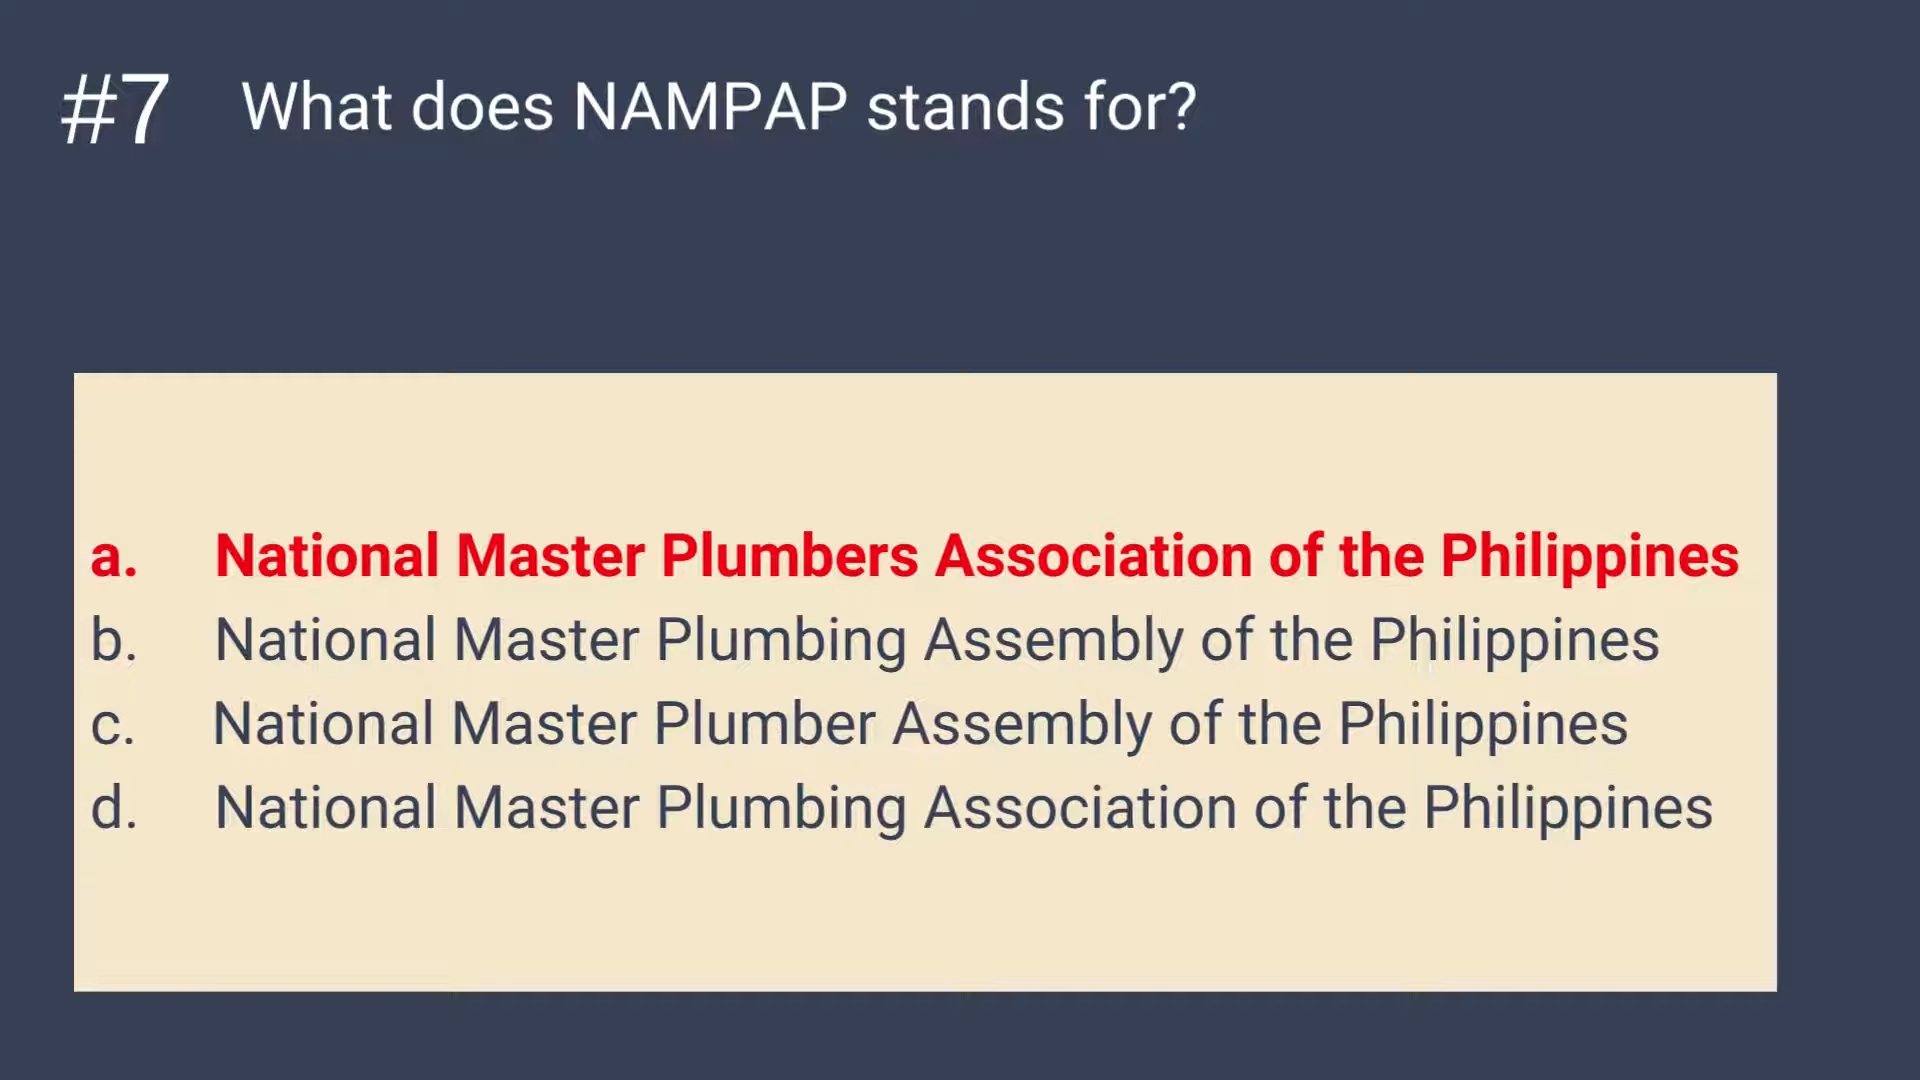 #7 What does NAMPAP stands for?
a. National Master Plumbers Association of the Philippines
b. National Master Plumbing Assembly of the Philippines
c. National Master Plumber Assembly of the Philippines
d. National Master Plumbing Association of the Philippines